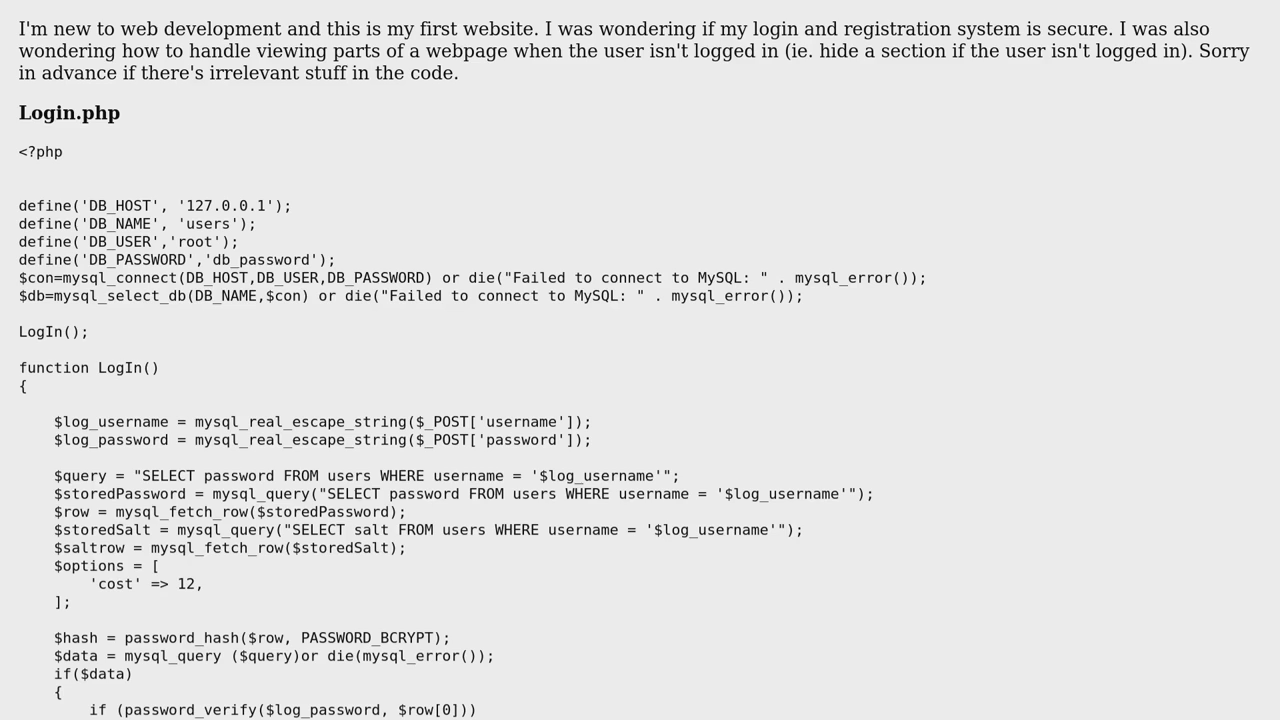 I'm new to web development and this is my first website. I was wondering if my login and registration system is secure. I was also
wondering how to handle viewing parts of a webpage when the user isn't logged in (ie. hide a section if the user isn't logged in). Sorry
in advance if there's irrelevant stuff in the code.
Login.php
<?php
define('DB_HOST', '127.0.0.1');
define('DB_NAME', 'users');
define('DB_USER','root');
define('DB_PASSWORD','db_password');
$con=mysql_connect(DB_HOST,DB_USER,DB_PASSWORD) or die("Failed to connect to MySQL: " . mysql_error());
$db=mysql_select_db(DB_NAME,$con) or die("Failed to connect to MySQL: " . mysql_error());
LogIn();
function LogIn()
{
    $log_username = mysql_real_escape_string($_POST['username']);
    $log_password = mysql_real_escape_string($_POST['password']);
    $query = "SELECT password FROM users WHERE username = '$log_username'";
    $storedPassword = mysql_query("SELECT password FROM users WHERE username = '$log_username'");
    $row = mysql_fetch_row($storedPassword);
    $storedSalt = mysql_query("SELECT salt FROM users WHERE username = '$log_username'");
    $saltrow = mysql_fetch_row($storedSalt);
    $options = [
        'cost' => 12,
    ];
    $hash = password_hash($row, PASSWORD_BCRYPT);
    $data = mysql_query ($query)or die(mysql_error());
    if($data)
    {
        if (password_verify($log_password, $row[0]))